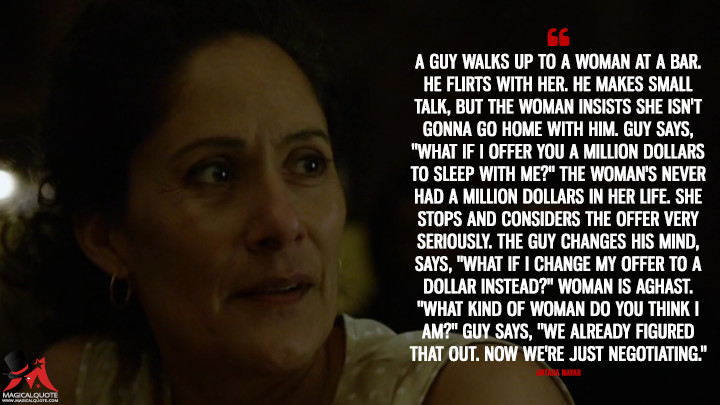 A GUY WALKS UP TO A WOMAN AT A BAR.
HE FLIRTS WITH HER. HE MAKES SMALL
TALK, BUT THE WOMAN INSISTS SHE ISN'T
GONNA GO HOME WITH HIM. GUY SAYS,
"WHAT IF I OFFER YOU A MILLION DOLLARS
TO SLEEP WITH ME?" THE WOMAN'S NEVER
HAD A MILLION DOLLARS IN HER LIFE. SHE
STOPS AND CONSIDERS THE OFFER VERY
SERIOUSLY. THE GUY CHANGES HIS MIND,
SAYS, "WHAT IF I CHANGE MY OFFER TO A
DOLLAR INSTEAD?" WOMAN IS AGHAST.
"WHAT KIND OF WOMAN DO YOU THINK I
AM?" GUY SAYS, "WE ALREADY FIGURED
THAT OUT. NOW WE'RE JUST NEGOTIATING."
NAYAR
MAGICALQUOTE
WWW.MAGICALQUOTE.COM